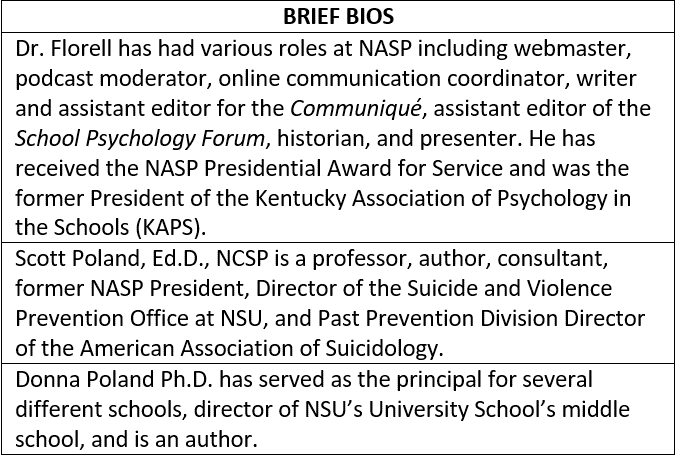 BRIEF BIOS
Dr. Florell has had various roles at NASP including webmaster,
podcast moderator, online communication coordinator, writer
and assistant editor for the Communiqué, assistant editor of the
School Psychology Forum, historian, and presenter. He has
received the NASP Presidential Award for Service and was the
former President of the Kentucky Association of Psychology in
the Schools (KAPS).
Scott Poland, Ed.D., NCSP is a professor, author, consultant,
former NASP President, Director of the Suicide and Violence
Prevention Office at NSU, and Past Prevention Division Director
of the American Association of Suicidology.
Donna Poland Ph.D. has served as the principal for several
different schools, director of NSU’s University School’s middle
school, and is an author.